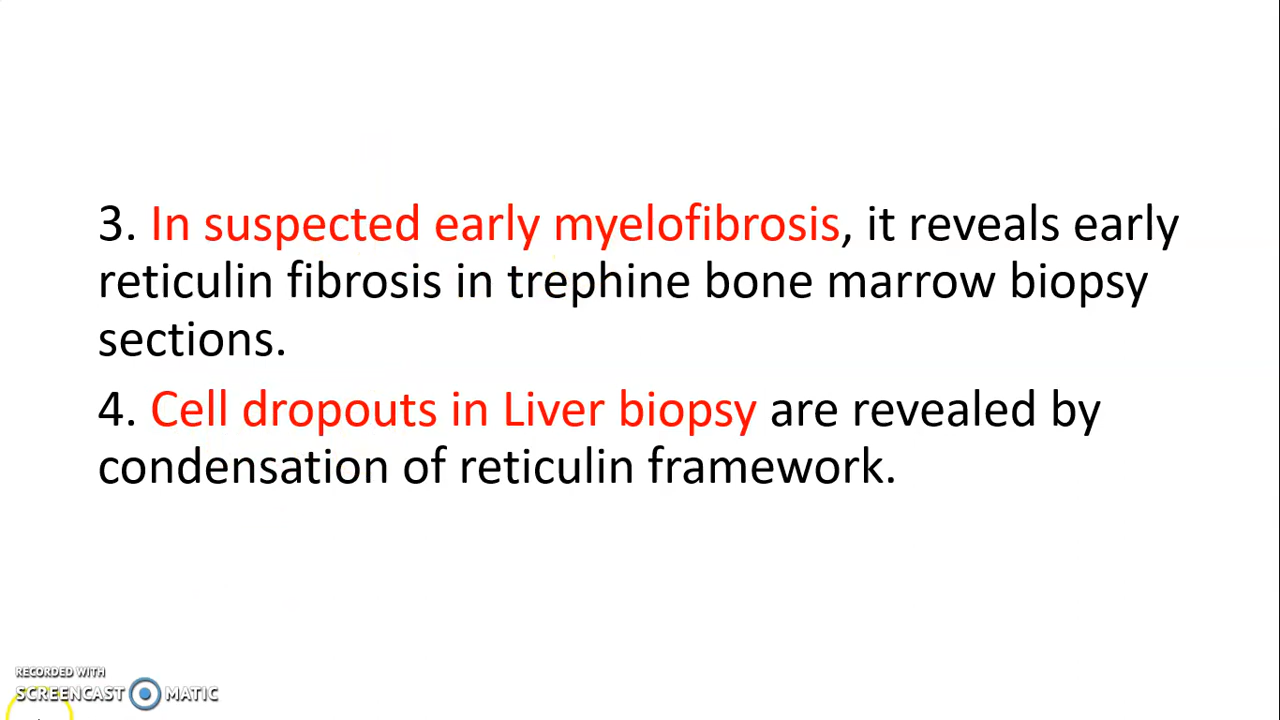 3. In suspected early myelofibrosis, it reveals early
reticulin fibrosis in trephine bone marrow biopsy
sections.
4. Cell dropouts in Liver biopsy are revealed by
condensation of reticulin framework.
RECORDED WITH
SCREENCAST MATIC